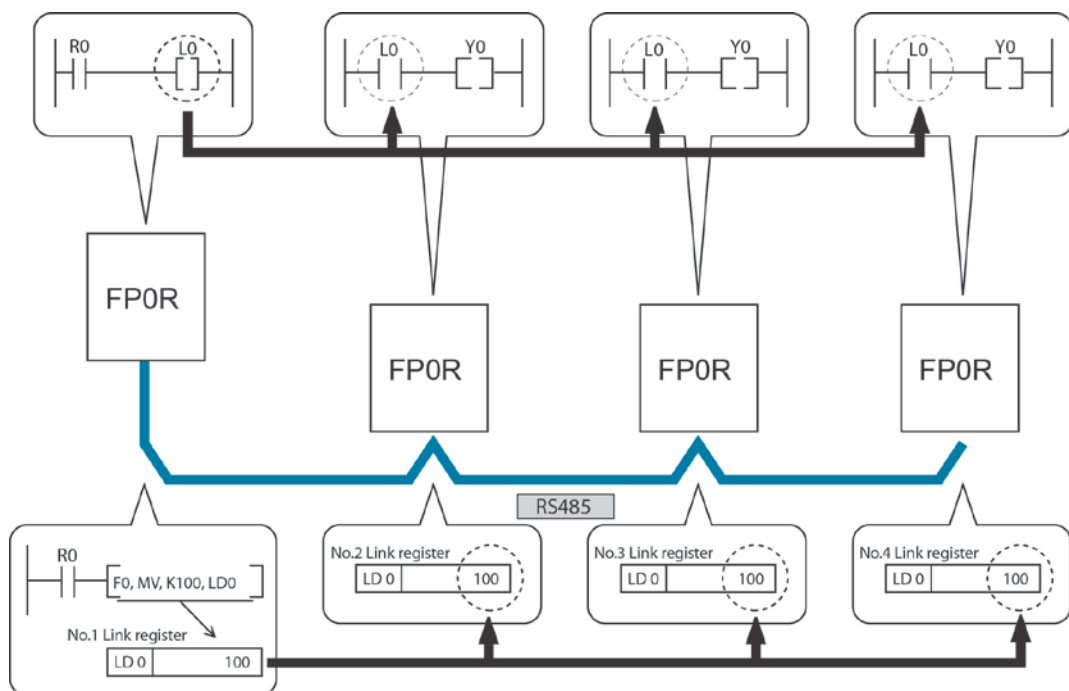 R0 L0
L0 Y0
L0 Y0
L0 Y0
FP0R
FP0R
FP0R
FP0R
RS485
R0
F0, MV, K100, LD0
No.1 Link register
LD 0 100
No.2 Link register
LD 0 100
No.3 Link register
LD 0 100
No.4 Link register
LD 0 100